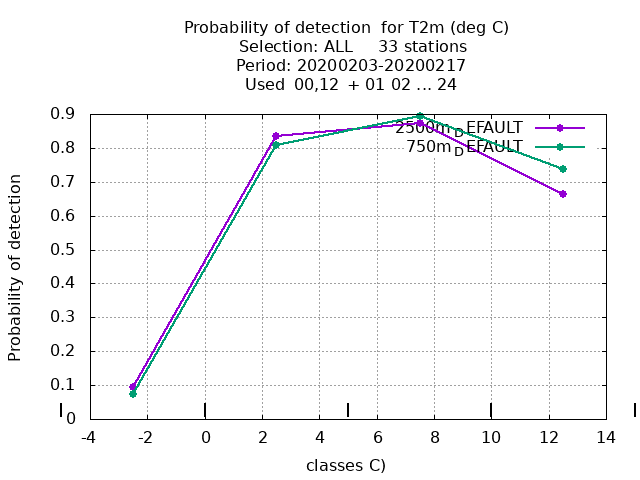 Probability of detection  for T2m (deg C)
Selection: ALL     33 stations
Period: 20200203-20200217
Used  00,12  + 01 02 ... 24
Probability of detection
0.9
0.8
0.7
0.6
0.5
0.4
0.3
0.2
0.1
0
2500mDEFAULT
750mDEFAULT
-4 -2 0 2 4 6 8 10 12 14
classes C)